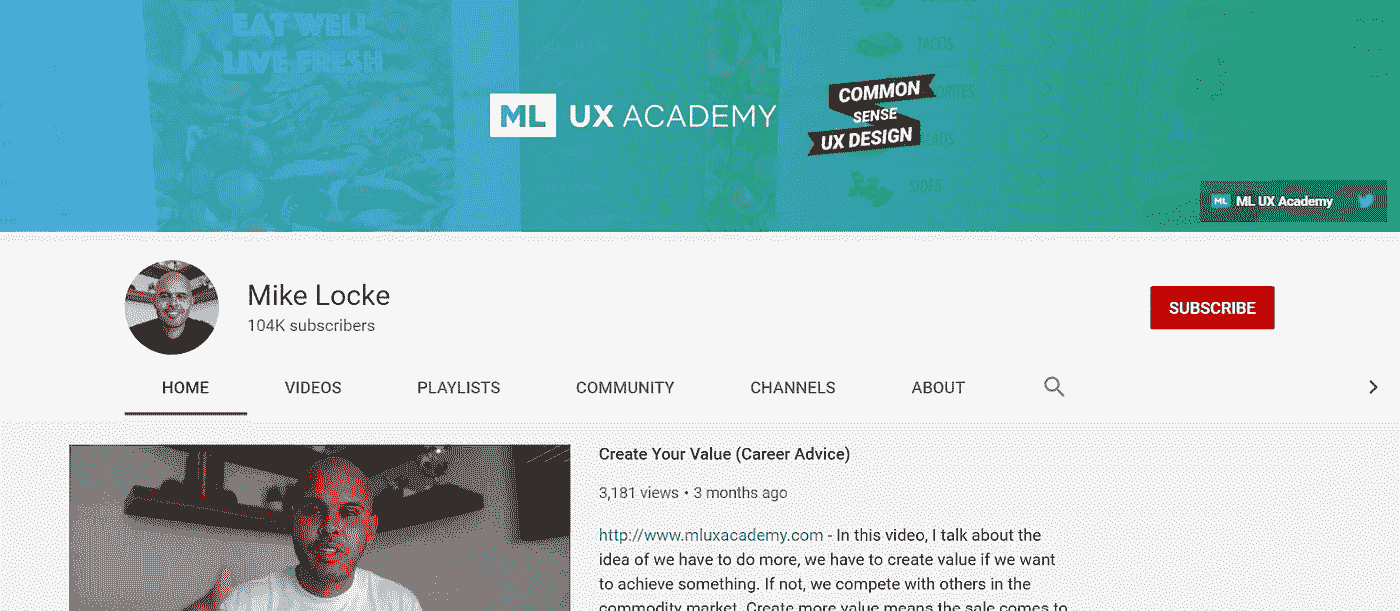 EAT WELL
LIVE FRESH
TACOS
ML UX ACADEMY
COMMON
SENSE
UX DESIGN
SIDES
ML ML UX Academy
Mike Locke
104K subscribers
SUBSCRIBE
HOME VIDEOS PLAYLISTS COMMUNITY CHANNELS ABOUT
Create Your Value (Career Advice)
3,181 views • 3 months ago
http://www.mluxacademy.com - In this video, I talk about the
idea of we have to do more, we have to create value if we want
to achieve something. If not, we compete with others in the
commodity market. Create more value means the sale comes to